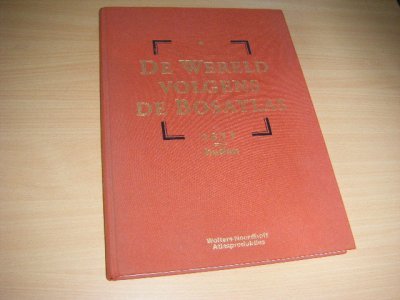 DE WERELD
VOLGENS
DE BOSATLAS
Wolters-Noordhoff
Atlasprodukties